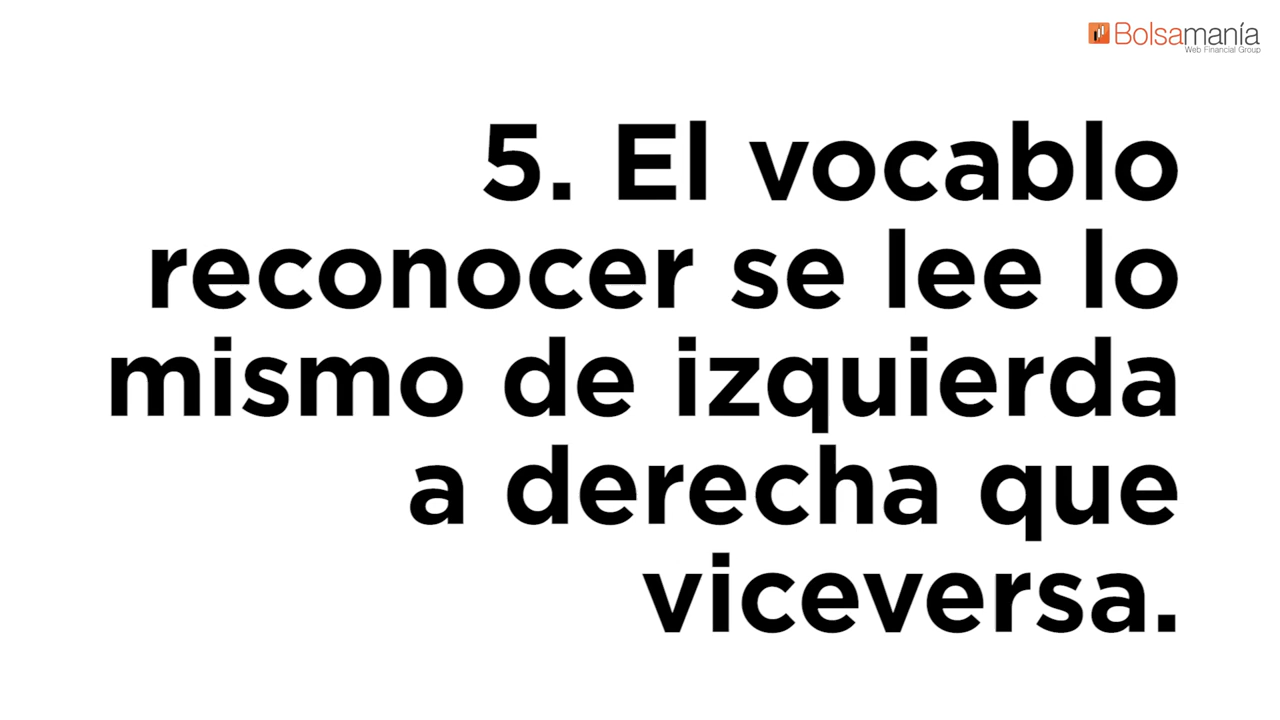 Bolsamanía
Web Financial Group
5. El vocablo
reconocer se lee lo
mismo de izquierda
a derecha que
viceversa.